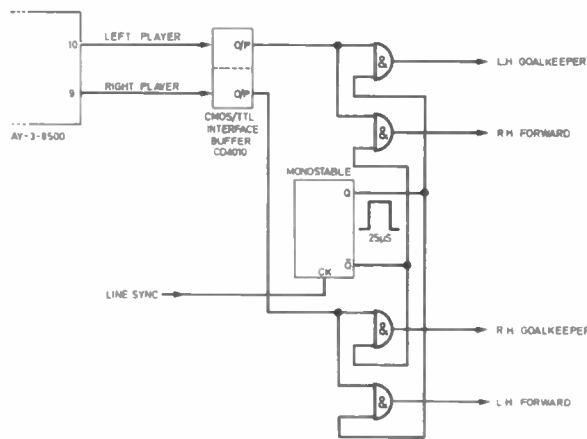 10
LEFT PLAYER
O/P
9
RIGHT PLAYER
O/P
AY-3-8500
CMOS/TTL
INTERFACE
BUFFER
CD4010
L.H GOALKEEPER
R H FORWARD
MONOSTABLE
Q
25µS
Q̅
CK
LINE SYNC
R H GOALKEEPER
L H FORWARD